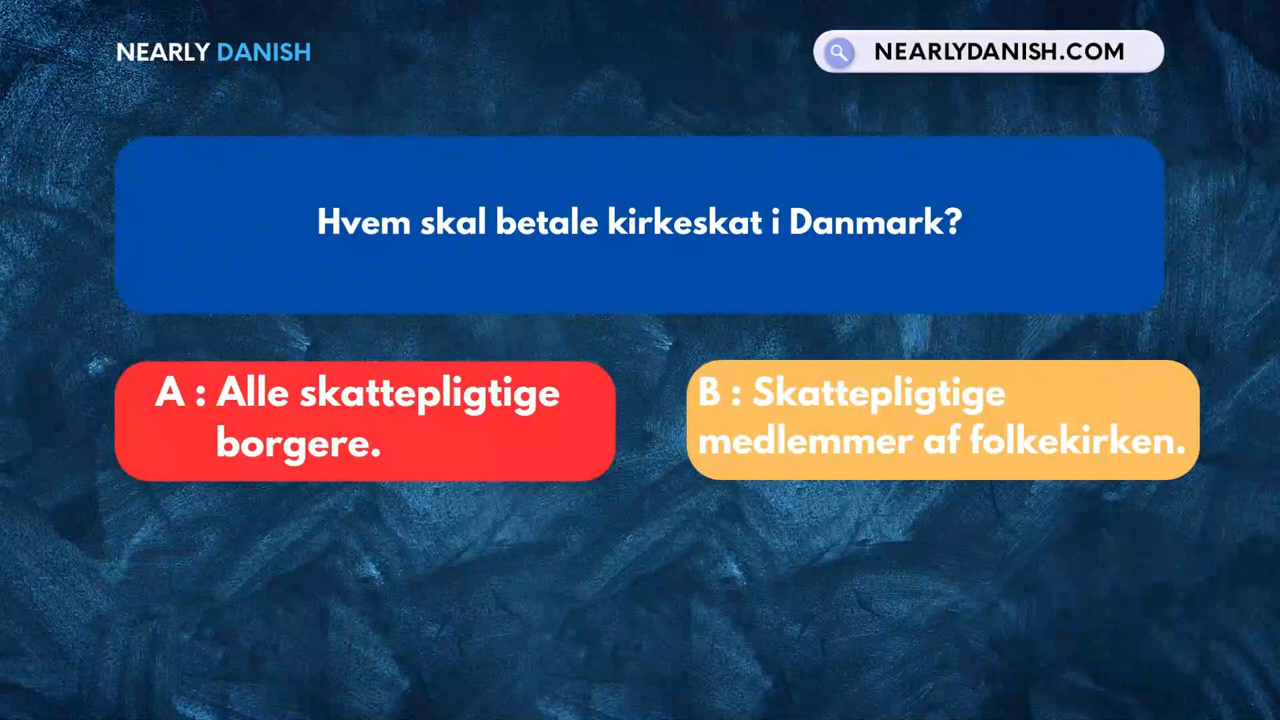 NEARLY DANISH
NEARLYDANISH.COM
Hvem skal betale kirkeskat i Danmark?
A : Alle skattepligtige
borgere.
B : Skattepligtige
medlemmer af folkekirken.